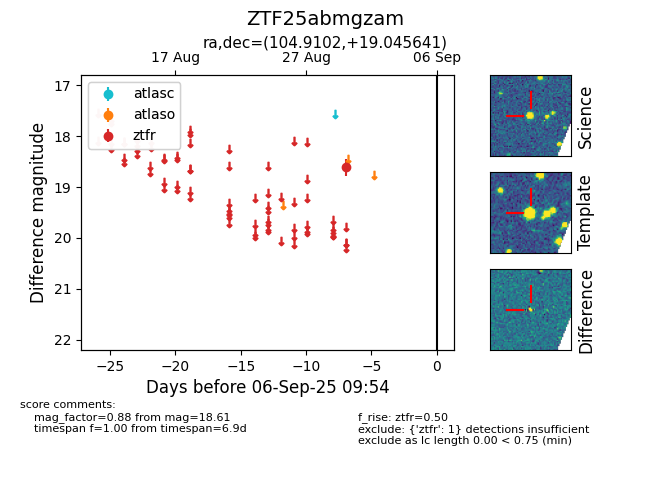 ZTF25abmgzam
ra,dec=(104.9102,+19.045641)
17 Aug
27 Aug
06 Sep
atlasc
atlaso
ztfr
17
18
19
20
21
22
Difference magnitude
−25
−20
−15
−10
−5
0
Days before 06-Sep-25 09:54
Science
Template
Difference
score comments:
mag_factor=0.88 from mag=18.61
timespan f=1.00 from timespan=6.9d
f_rise: ztfr=0.50
exclude: {'ztfr': 1} detections insufficient
exclude as lc length 0.00 < 0.75 (min)